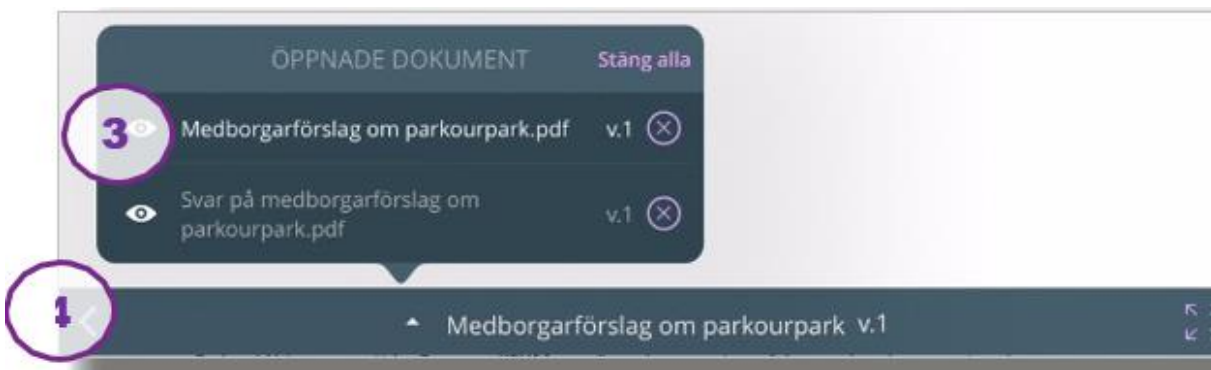 ÖPPNADE DOKUMENT Stäng alla
3 Medborgarförslag om parkourpark.pdf v.1
Svar på medborgarförslag om
parkourpark.pdf v.1
4 Medborgarförslag om parkourpark v.1